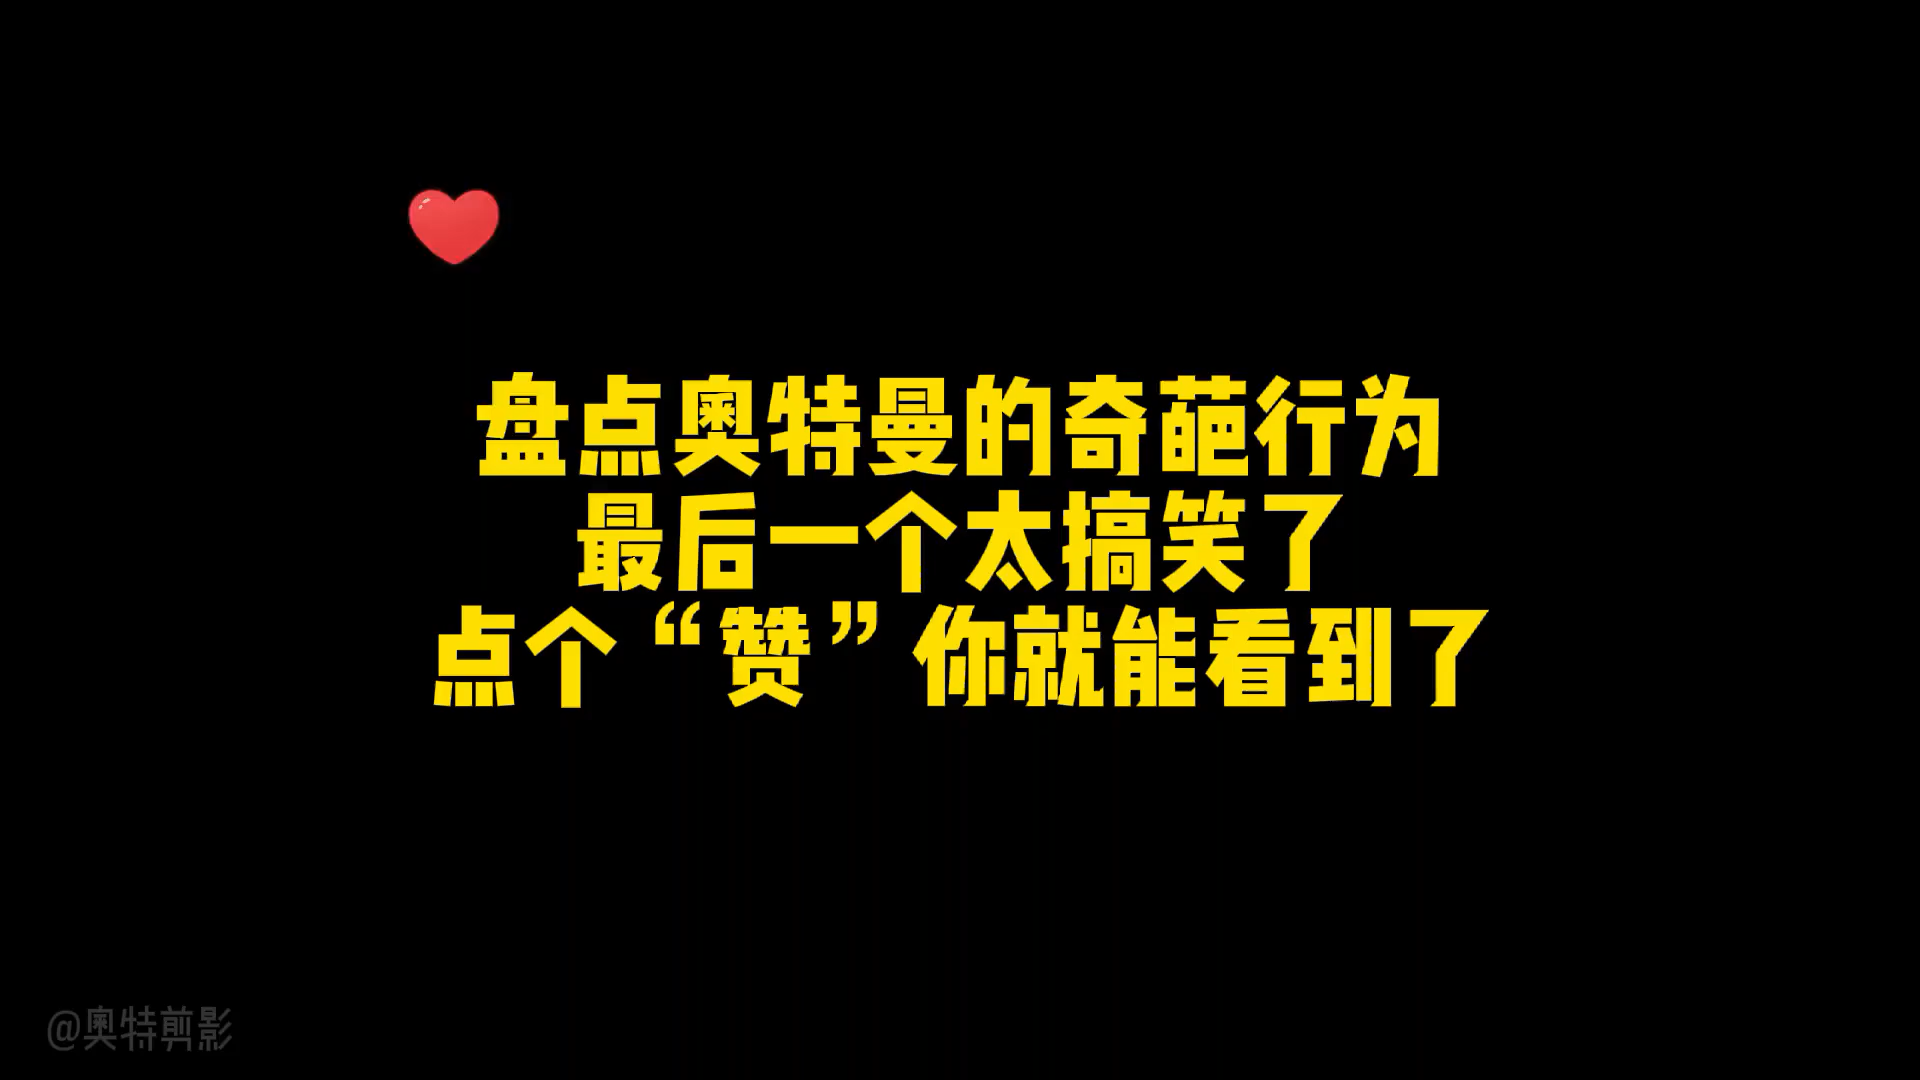 盘点奥特曼的奇葩行为
最后一个太搞笑了
点个“赞”你就能看到了
@奥特剪影